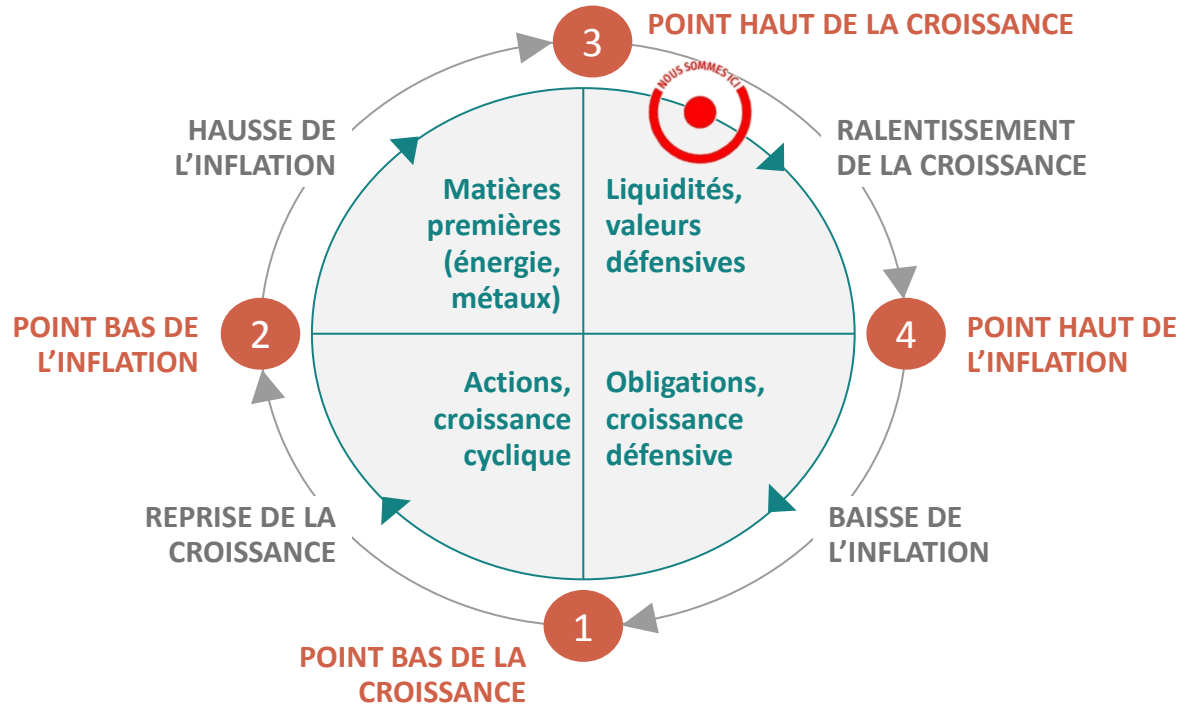 3
POINT HAUT DE LA CROISSANCE
NOUS SOMMES ICI
HAUSSE DE
L’INFLATION
RALENTISSEMENT
DE LA CROISSANCE
Matières
premières
(énergie,
métaux)
Liquidités,
valeurs
défensives
POINT BAS DE
L’INFLATION
2
4
POINT HAUT DE
L’INFLATION
Actions,
croissance
cyclique
Obligations,
croissance
défensive
REPRISE DE LA
CROISSANCE
BAISSE DE
L’INFLATION
1
POINT BAS DE LA
CROISSANCE